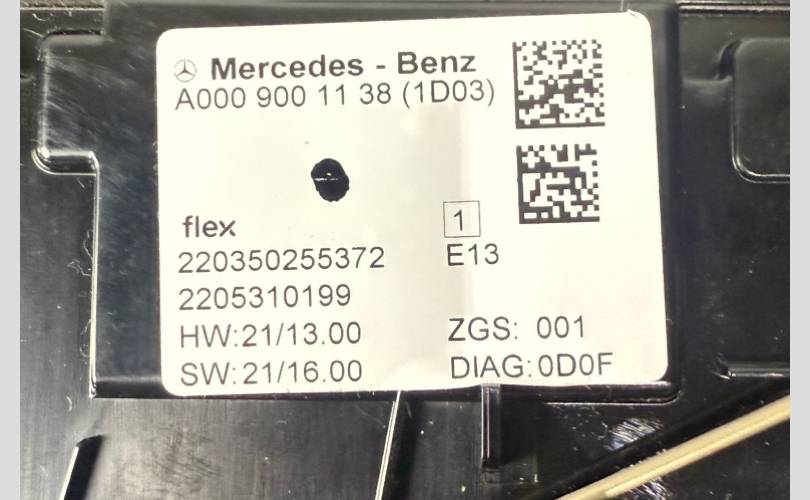 Mercedes - Benz
A000 900 11 38 (1D03)
flex
1
220350255372
E13
2205310199
HW:21/13.00
ZGS: 001
SW:21/16.00
DIAG:0D0F